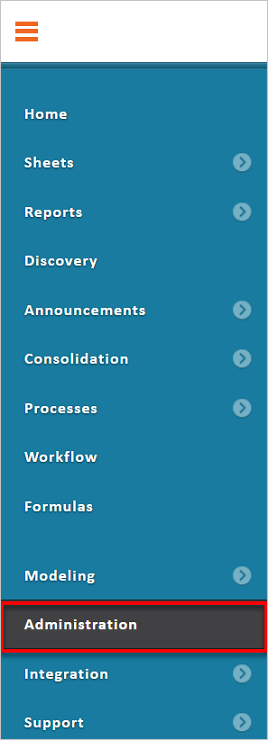 Home
Sheets
Reports
Discovery
Announcements
Consolidation
Processes
Workflow
Formulas
Modeling
Administration
Integration
Support